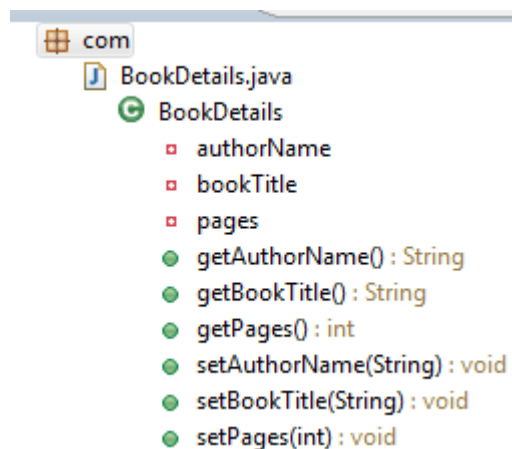 com
BookDetails.java
BookDetails
authorName
bookTitle
pages
getAuthorName() : String
getBookTitle() : String
getPages() : int
setAuthorName(String) : void
setBookTitle(String) : void
setPages(int) : void